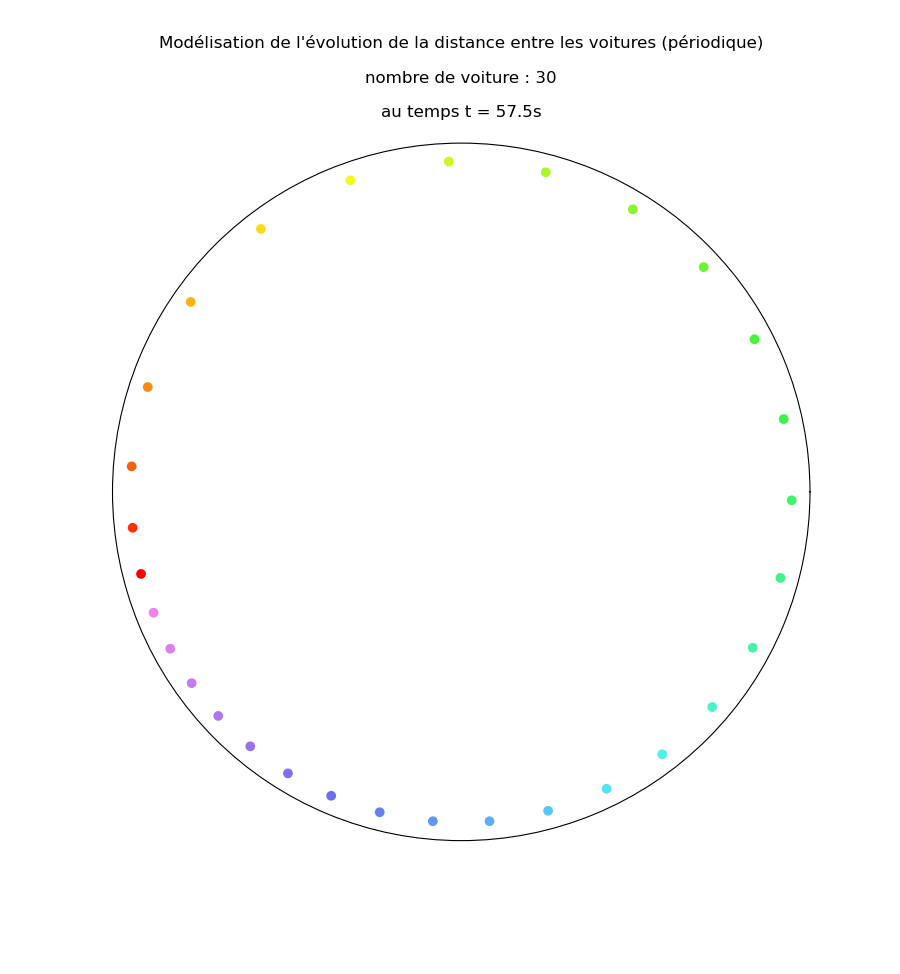 Modélisation de l'évolution de la distance entre les voitures (périodique)
nombre de voiture : 30
au temps t = 57.5s